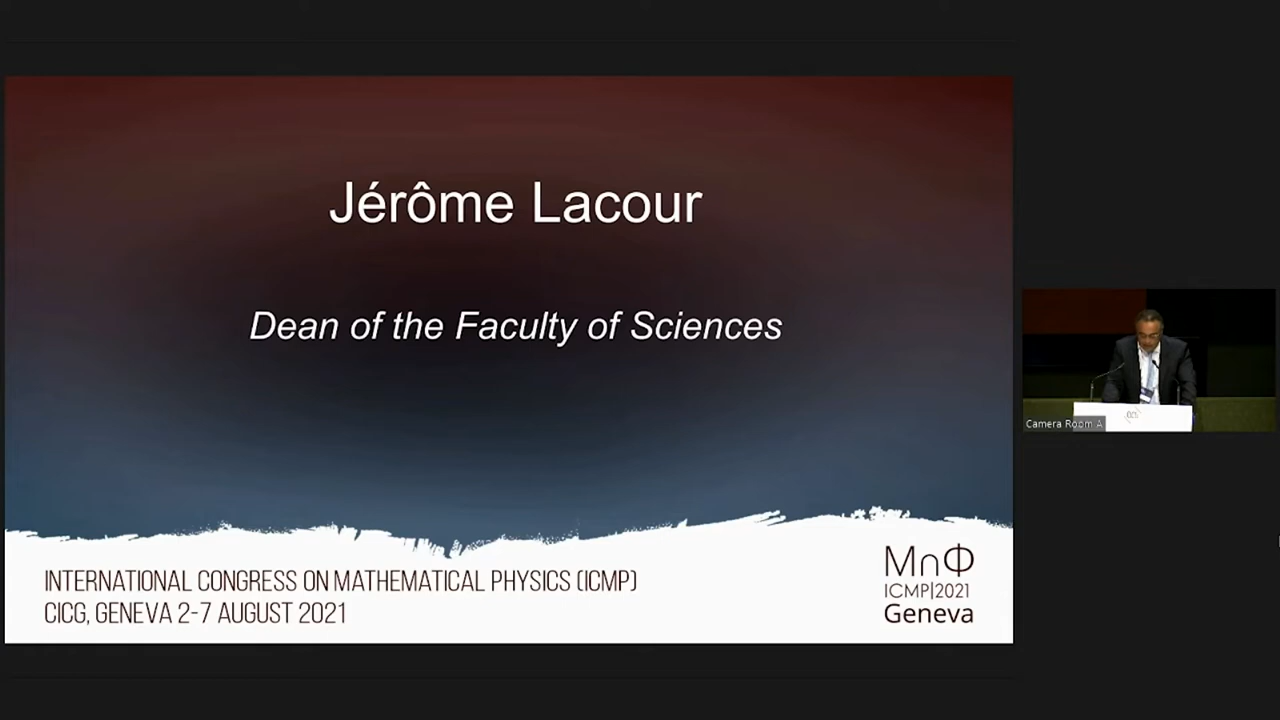 Jérôme Lacour
Dean of the Faculty of Sciences
INTERNATIONAL CONGRESS ON MATHEMATICAL PHYSICS (ICMP)
CICG, GENEVA 2-7 AUGUST 2021
MnΦ
ICMP|2021
Geneva
Camera Room A